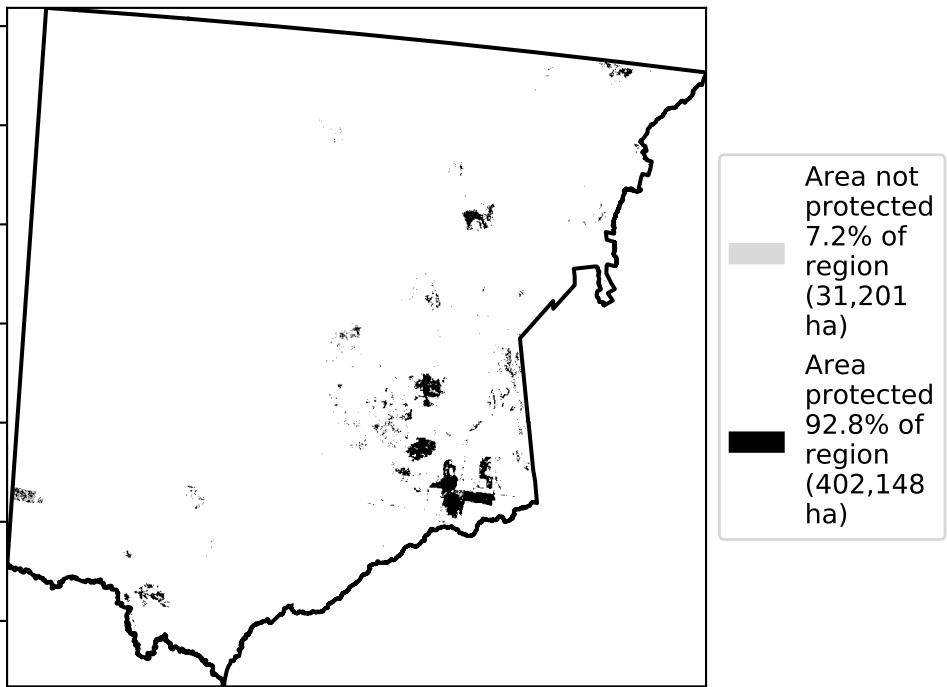 Area not
protected
7.2% of
region
(31,201
ha)
Area
protected
92.8% of
region
(402,148
ha)